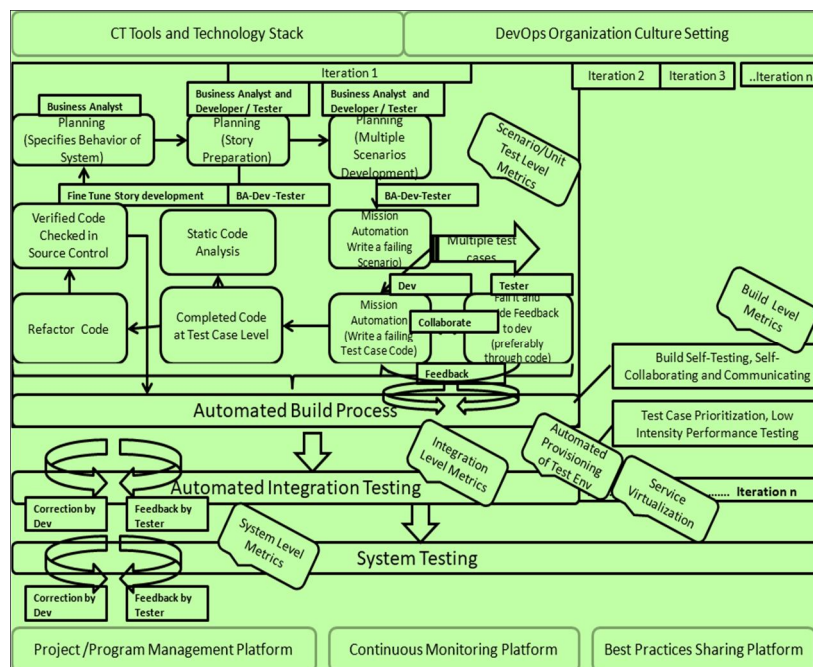 CT Tools and Technology Stack
DevOps Organization Culture Setting
Iteration 1
Iteration 2
Iteration 3
..Iteration n
Business Analyst
Business Analyst and
Developer / Tester
Business Analyst and
Developer / Tester
Planning
(Specifies Behavior of
System)
Planning
(Story
Preparation)
Planning
(Multiple
Scenarios
Development)
Scenario/Unit
Test Level
Metrics
Fine Tune Story development
BA-Dev -Tester
BA-Dev-Tester
Verified Code
Checked in
Source Control
Static Code
Analysis
Mission
Automation
Write a failing
Scenario)
Multiple test
cases
Dev
Tester
Build Level
Metrics
Refactor Code
Completed Code
at Test Case Level
Mission
Automation
(Write a failing
Test Case Code)
Collaborate
Fail it and
de Feedback
to dev
(preferably
through code)
Feedback
Build Self-Testing, Self-
Collaborating and Communicating
Automated Build Process
Test Case Prioritization, Low
Intensity Performance Testing
Integration
Level Metrics
Automated
Provisioning
of Test Env
Service
Virtualization
Automated Integration Testing
....... Iteration n
Correction by
Dev
Feedback by
Tester
System Level
Metrics
System Testing
Correction by
Dev
Feedback by
Tester
Project /Program Management Platform
Continuous Monitoring Platform
Best Practices Sharing Platform